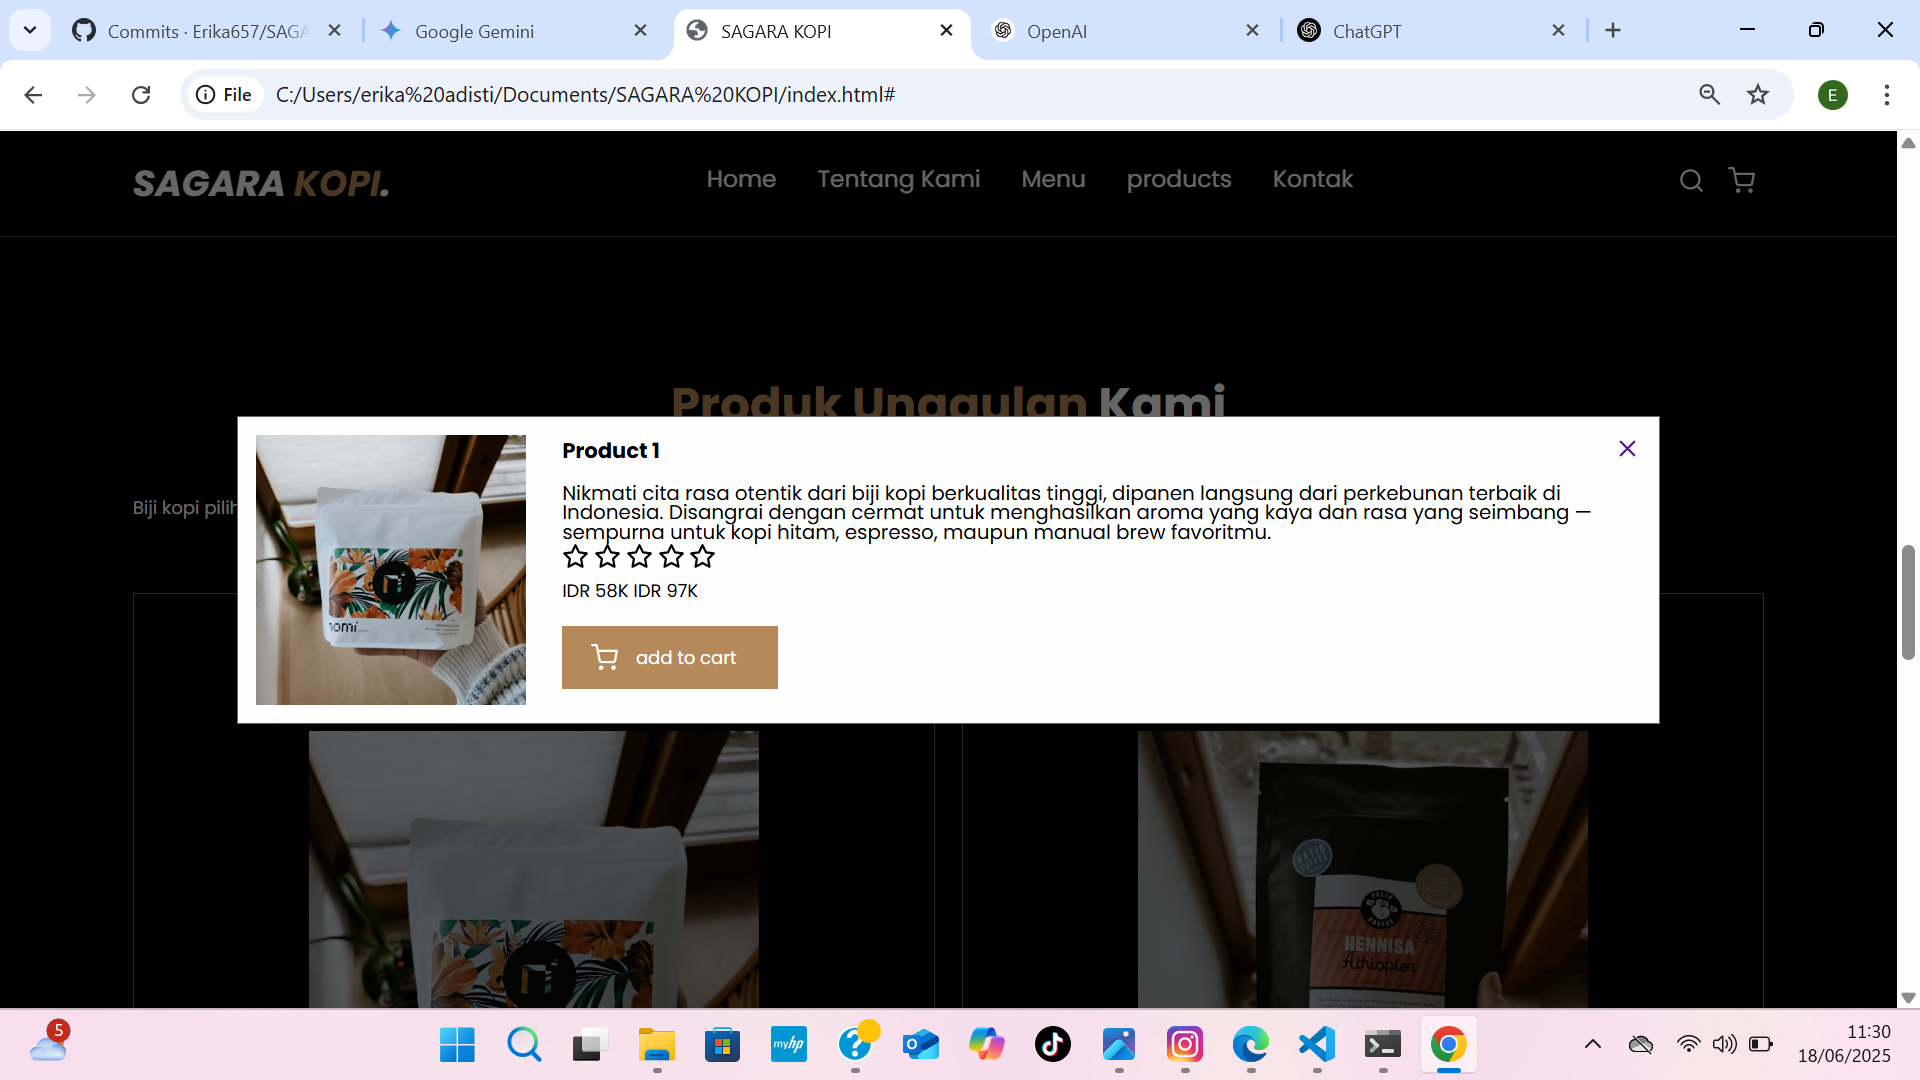 Commits · Erika657/SAGA
Google Gemini
SAGARA KOPI
OpenAI
ChatGPT
File
C:/Users/erika%20adisti/Documents/SAGARA%20KOPI/index.html#
E
SAGARA KOPI.
Home
Tentang Kami
Menu
products
Kontak
Produk Unggulan Kami
Biji kopi pilih
Product 1
Nikmati cita rasa otentik dari biji kopi berkualitas tinggi, dipanen langsung dari perkebunan terbaik di
Indonesia. Disangrai dengan cermat untuk menghasilkan aroma yang kaya dan rasa yang seimbang —
sempurna untuk kopi hitam, espresso, maupun manual brew favoritmu.
IDR 58K IDR 97K
add to cart
nomi
RATIO
COFFEE
HENNISA
Äthiopien
5
myhp
11:30
18/06/2025